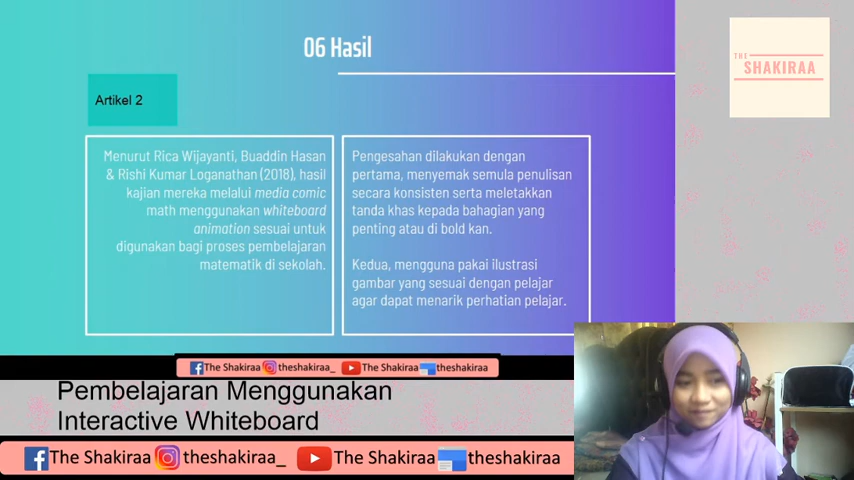 06 Hasil
THE
SHAKIRAA
Artikel 2
Menurut Rica Wijayanti, Buaddin Hasan
& Rishi Kumar Loganathan (2018), hasil
kajian mereka melalui media comic
math menggunakan whiteboard
animation sesuai untuk
digunakan bagi proses pembelajaran
matematik di sekolah.
Pengesahan dilakukan dengan
pertama, menyemak semula penulisan
secara konsisten serta meletakkan
tanda khas kepada bahagian yang
penting atau di bold kan.
Kedua, mengguna pakai ilustrasi
gambar yang sesuai dengan pelajar
agar dapat menarik perhatian pelajar.
The Shakiraa theshakiraa_ The Shakiraa theshakiraa
Pembelajaran Menggunakan
Interactive Whiteboard
The Shakiraa theshakiraa_ The Shakiraa theshakiraa